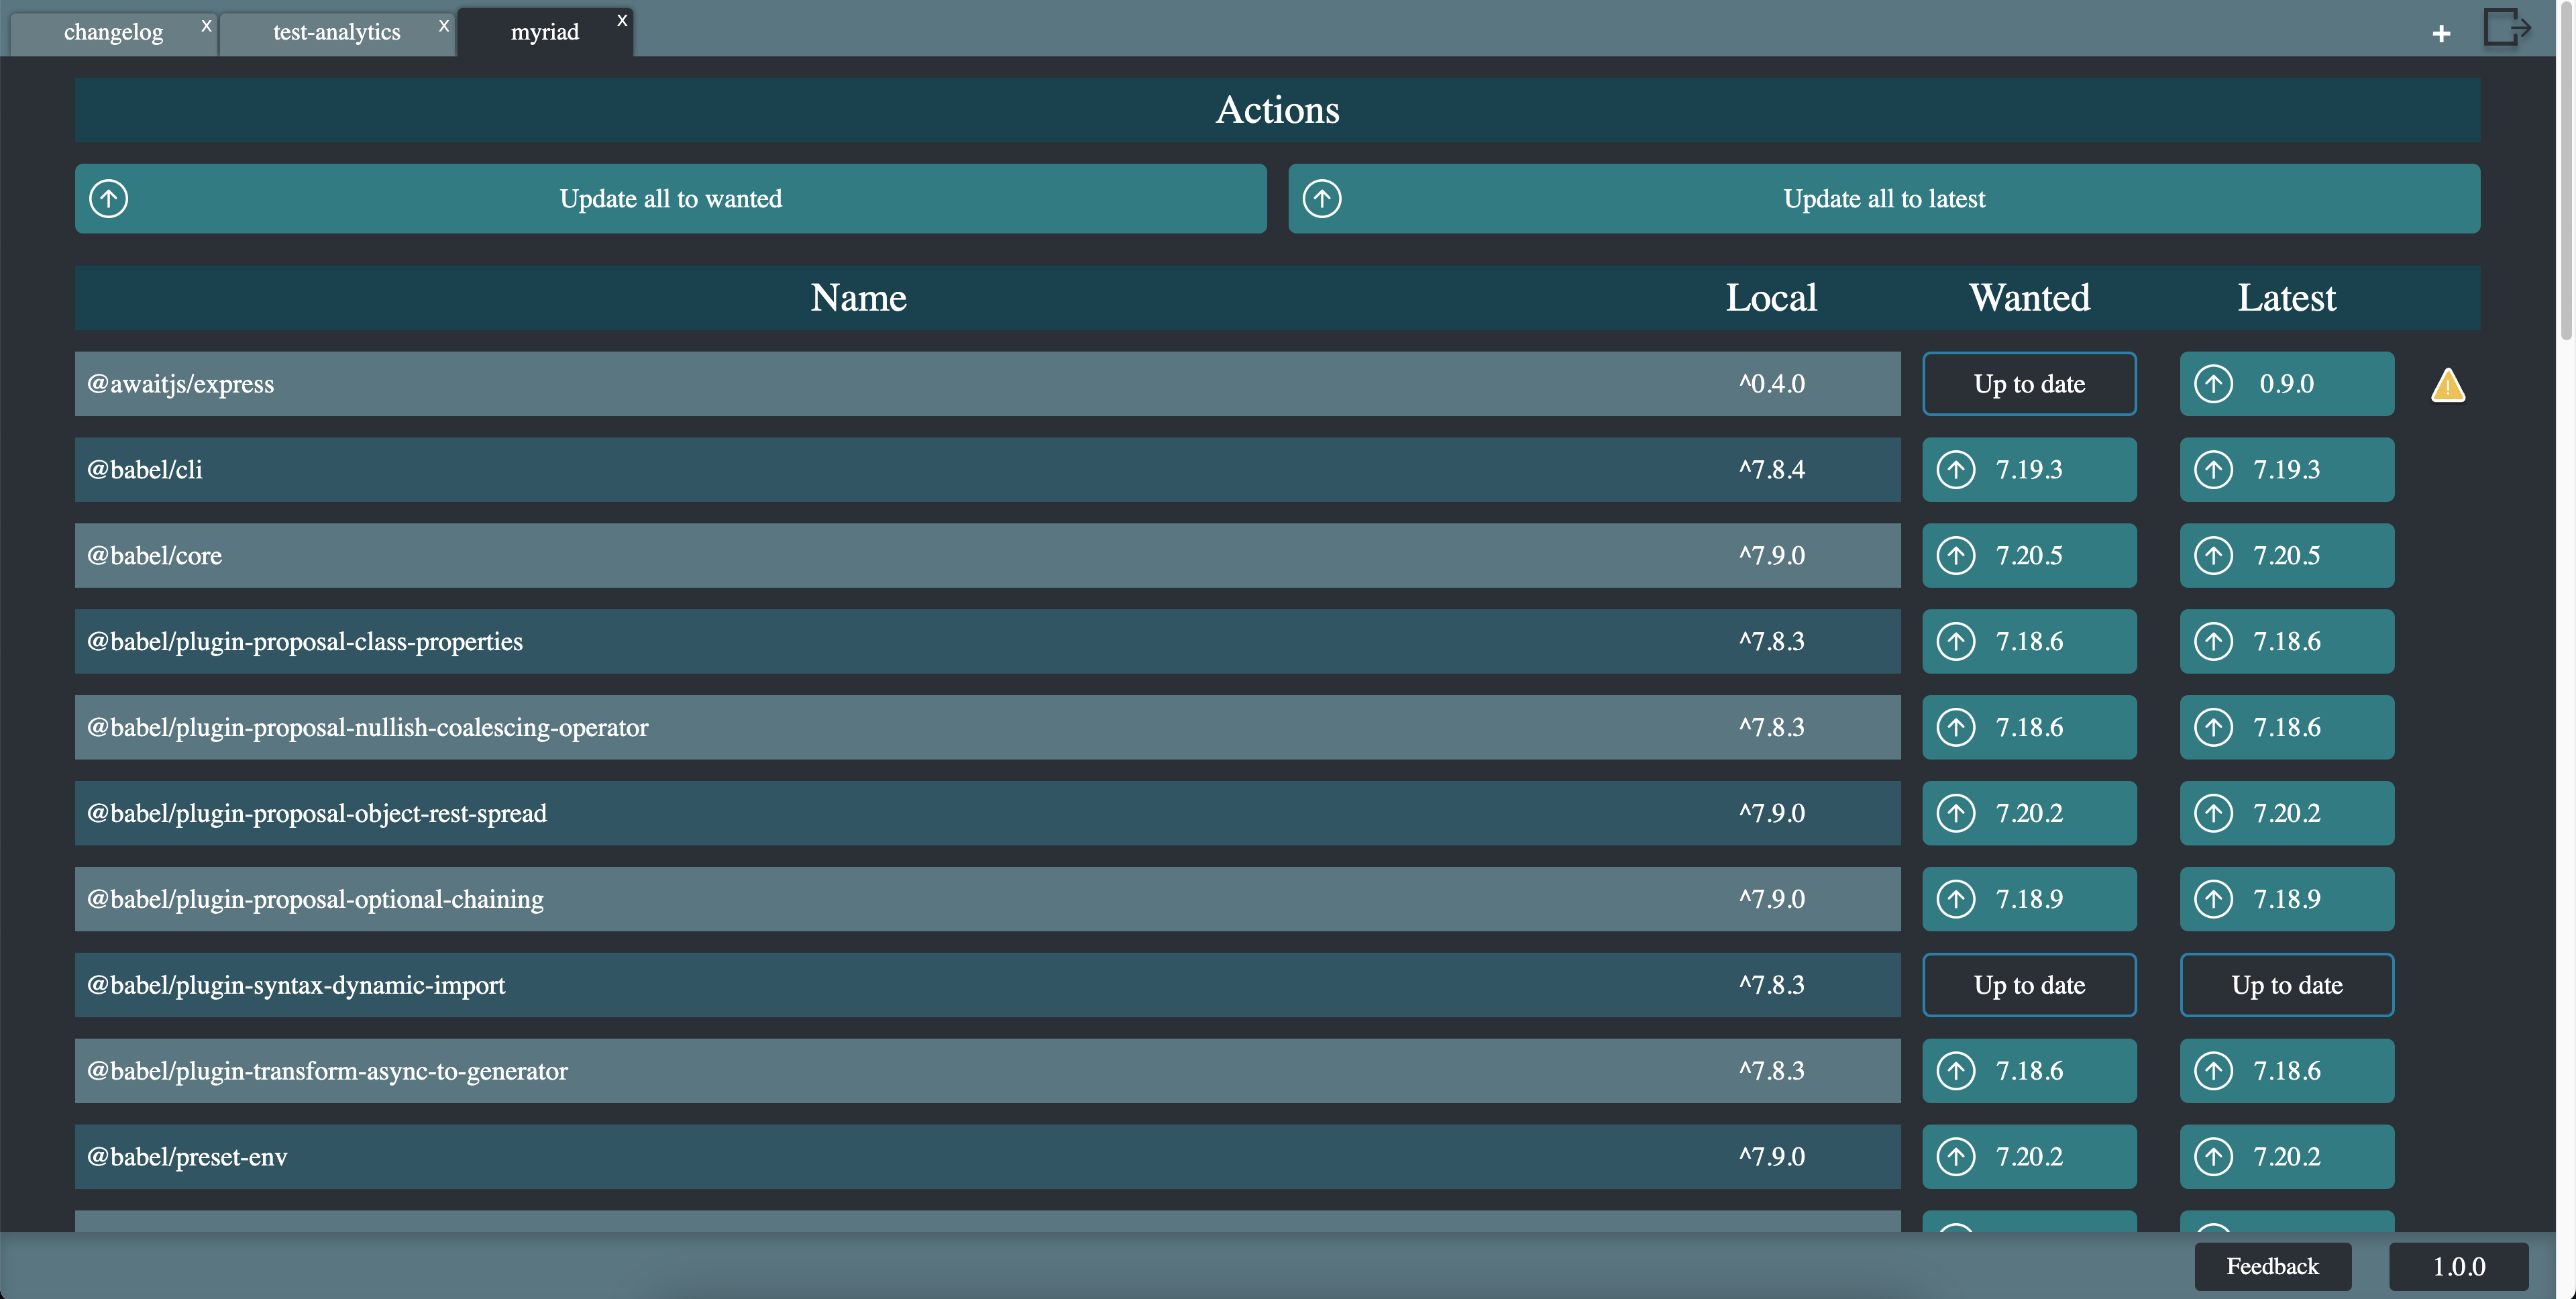 changelog x test-analytics x myriad x +
Actions
Update all to wanted Update all to latest
Name Local Wanted Latest
@awaitjs/express ^0.4.0 Up to date 0.9.0
@babel/cli ^7.8.4 7.19.3 7.19.3
@babel/core ^7.9.0 7.20.5 7.20.5
@babel/plugin-proposal-class-properties ^7.8.3 7.18.6 7.18.6
@babel/plugin-proposal-nullish-coalescing-operator ^7.8.3 7.18.6 7.18.6
@babel/plugin-proposal-object-rest-spread ^7.9.0 7.20.2 7.20.2
@babel/plugin-proposal-optional-chaining ^7.9.0 7.18.9 7.18.9
@babel/plugin-syntax-dynamic-import ^7.8.3 Up to date Up to date
@babel/plugin-transform-async-to-generator ^7.8.3 7.18.6 7.18.6
@babel/preset-env ^7.9.0 7.20.2 7.20.2
Feedback 1.0.0